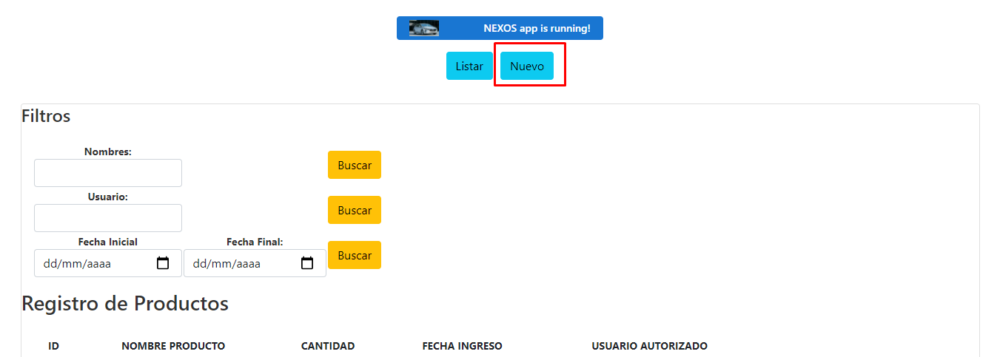 NEXOS app is running!
Listar Nuevo
Filtros
Nombres:
Buscar
Usuario:
Buscar
Fecha Inicial Fecha Final:
dd/mm/aaaa dd/mm/aaaa Buscar
Registro de Productos
ID NOMBRE PRODUCTO CANTIDAD FECHA INGRESO USUARIO AUTORIZADO